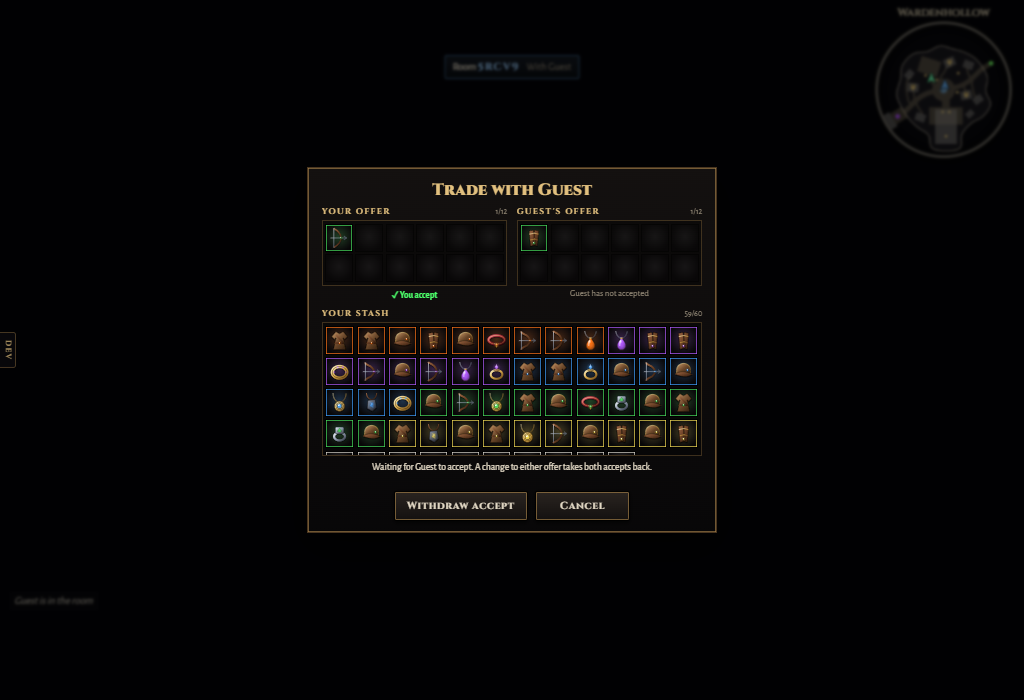 Wardenhollow
Room $RCV9 With Guest
Trade with Guest
YOUR OFFER 1/12
GUEST'S OFFER 1/12
✓ You accept
Guest has not accepted
YOUR STASH 59/60
DEV
Waiting for Guest to accept. A change to either offer takes both accepts back.
Withdraw accept
Cancel
Guest is in the room